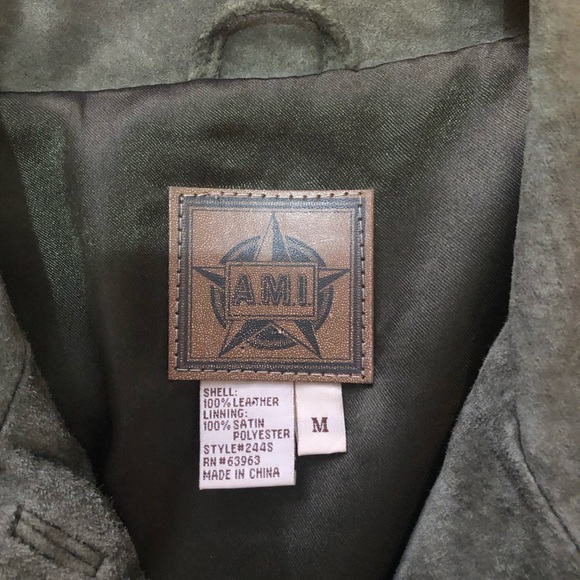 A.M.I.
SHELL:
100% LEATHER
LINNING:
100% SATIN
POLYESTER
STYLE#244S
RN#63963
MADE IN CHINA
M